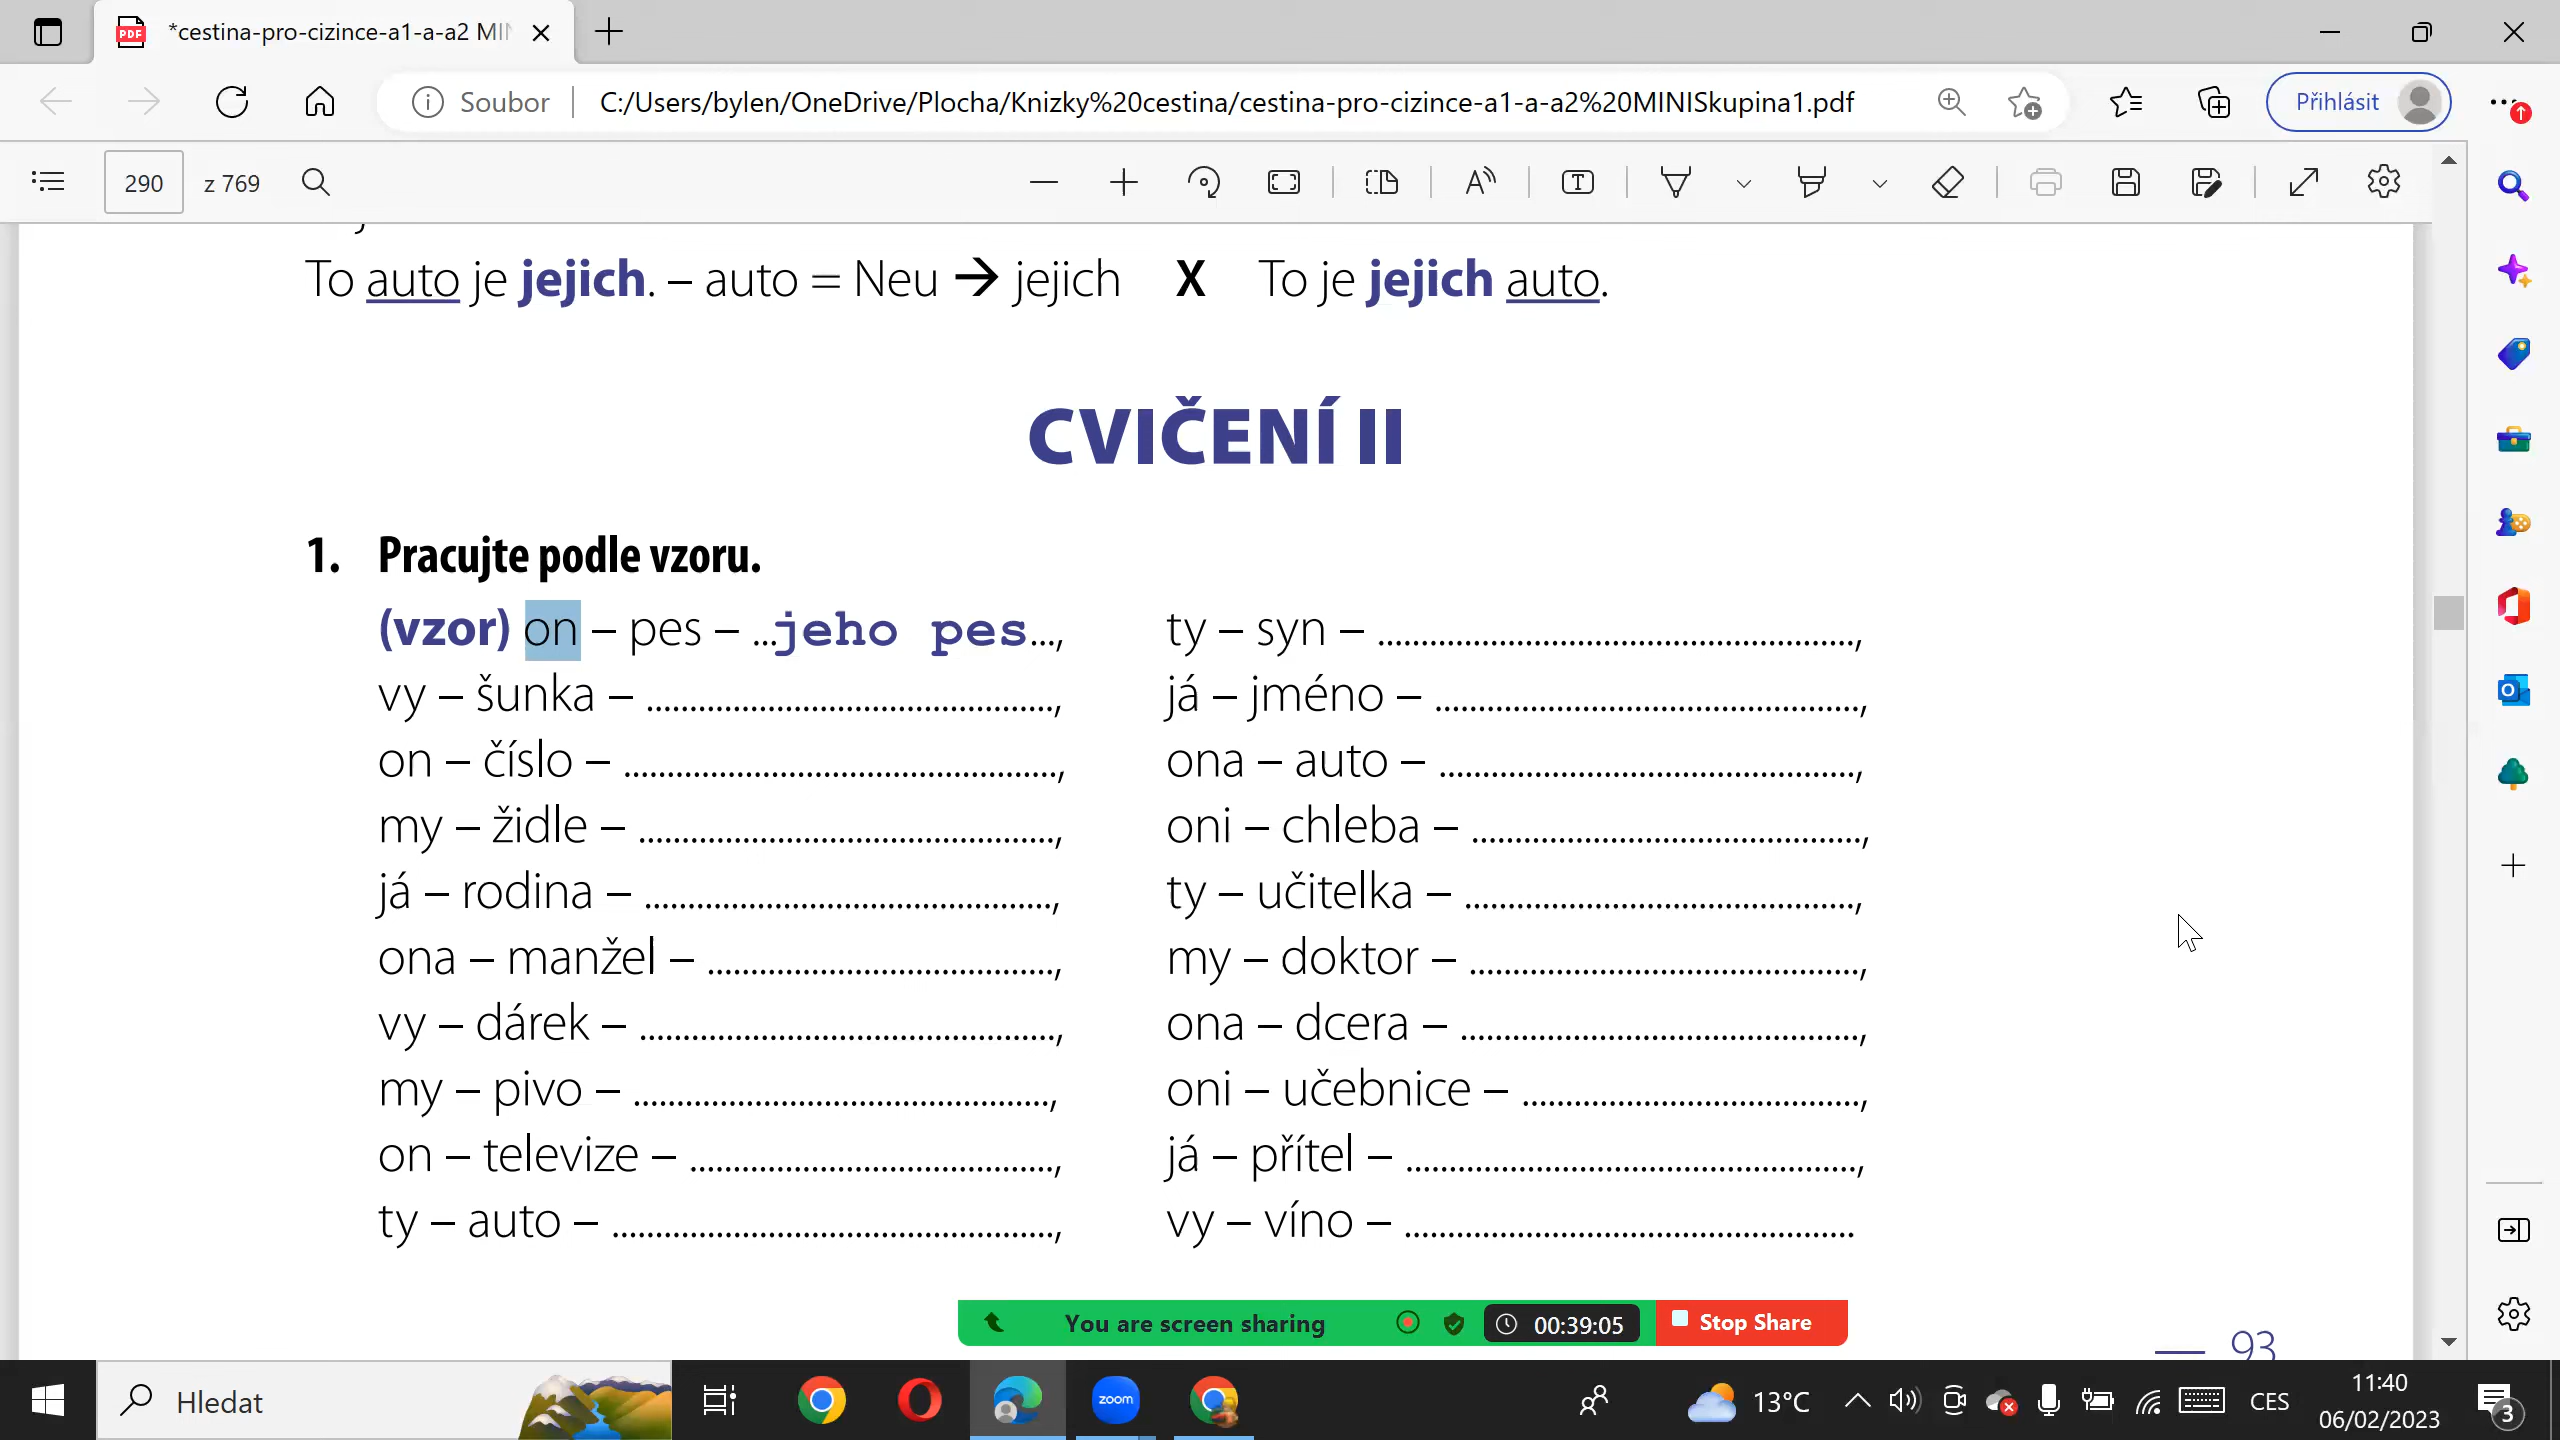 *cestina-pro-cizince-a1-a-a2 MIN
Soubor
C:/Users/bylen/OneDrive/Plocha/Knizky%20cestina/cestina-pro-cizince-a1-a-a2%20MINISkupina1.pdf
Přihlásit
290 z 769
To auto je jejich. – auto = Neu → jejich X To je jejich auto.
CVIČENÍ II
1. Pracujte podle vzoru.
(vzor) on – pes – ...jeho pes...,
vy – šunka – ...............................................,
on – číslo – ..................................................,
my – židle – ................................................,
já – rodina – ...............................................,
ona – manžel – ........................................,
vy – dárek – ................................................,
my – pivo – ................................................,
on – televize – ..........................................,
ty – auto – ...................................................,
ty – syn – .......................................................,
já – jméno – .................................................,
ona – auto – ................................................,
oni – chleba – .............................................,
ty – učitelka – .............................................,
my – doktor – .............................................,
ona – dcera – ..............................................,
oni – učebnice – ........................................,
já – přítel – ....................................................,
vy – víno – ....................................................
93
You are screen sharing
00:39:05
Stop Share
Hledat
zoom
13°C
CES
11:40
06/02/2023
3